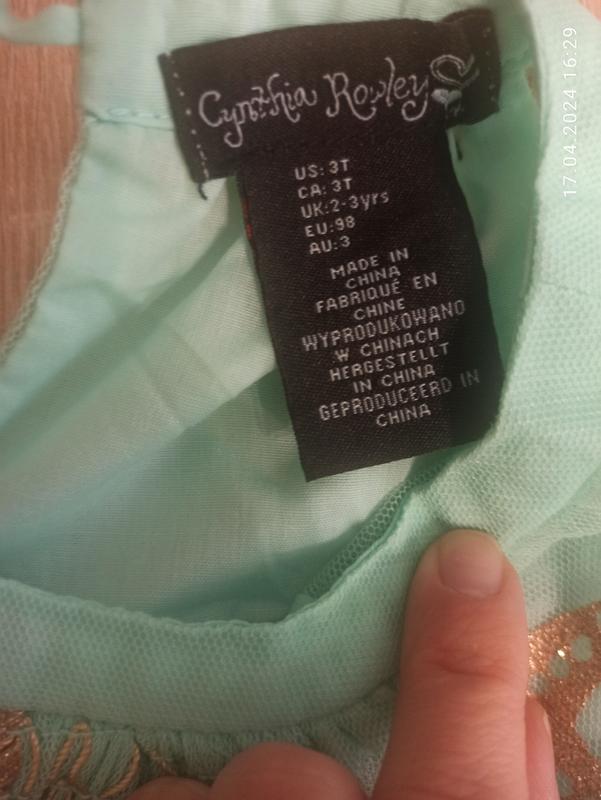 Cynthia Rowley
US: 3T
CA: 3T
UK: 2-3yrs
EU: 98
AU: 3
MADE IN
CHINA
FABRIQUÉ EN
CHINE
WYPRODUKOWANO
W CHINACH
HERGESTELLT
IN CHINA
GEPRODUCEERD IN
CHINA
17.04.2024 16:29